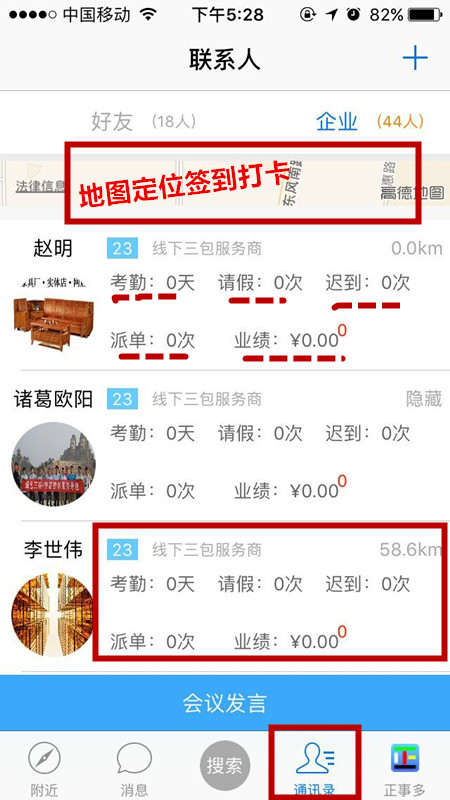 中国移动 下午5:28 82%
联系人
好友 (18人) 企业 (44人)
法律信息 地图定位签到打卡 东风南路 惠路 高德地图
赵明 23 线下三包服务商 0.0km
考勤：0天 请假：0次 迟到：0次
派单：0次 业绩：¥0.00 0
诸葛欧阳 23 线下三包服务商 隐藏
考勤：0天 请假：0次 迟到：0次
派单：0次 业绩：¥0.00 0
李世伟 23 线下三包服务商 58.6km
考勤：0天 请假：0次 迟到：0次
派单：0次 业绩：¥0.00 0
会议发言
附近 消息 搜索 通讯录 正事多